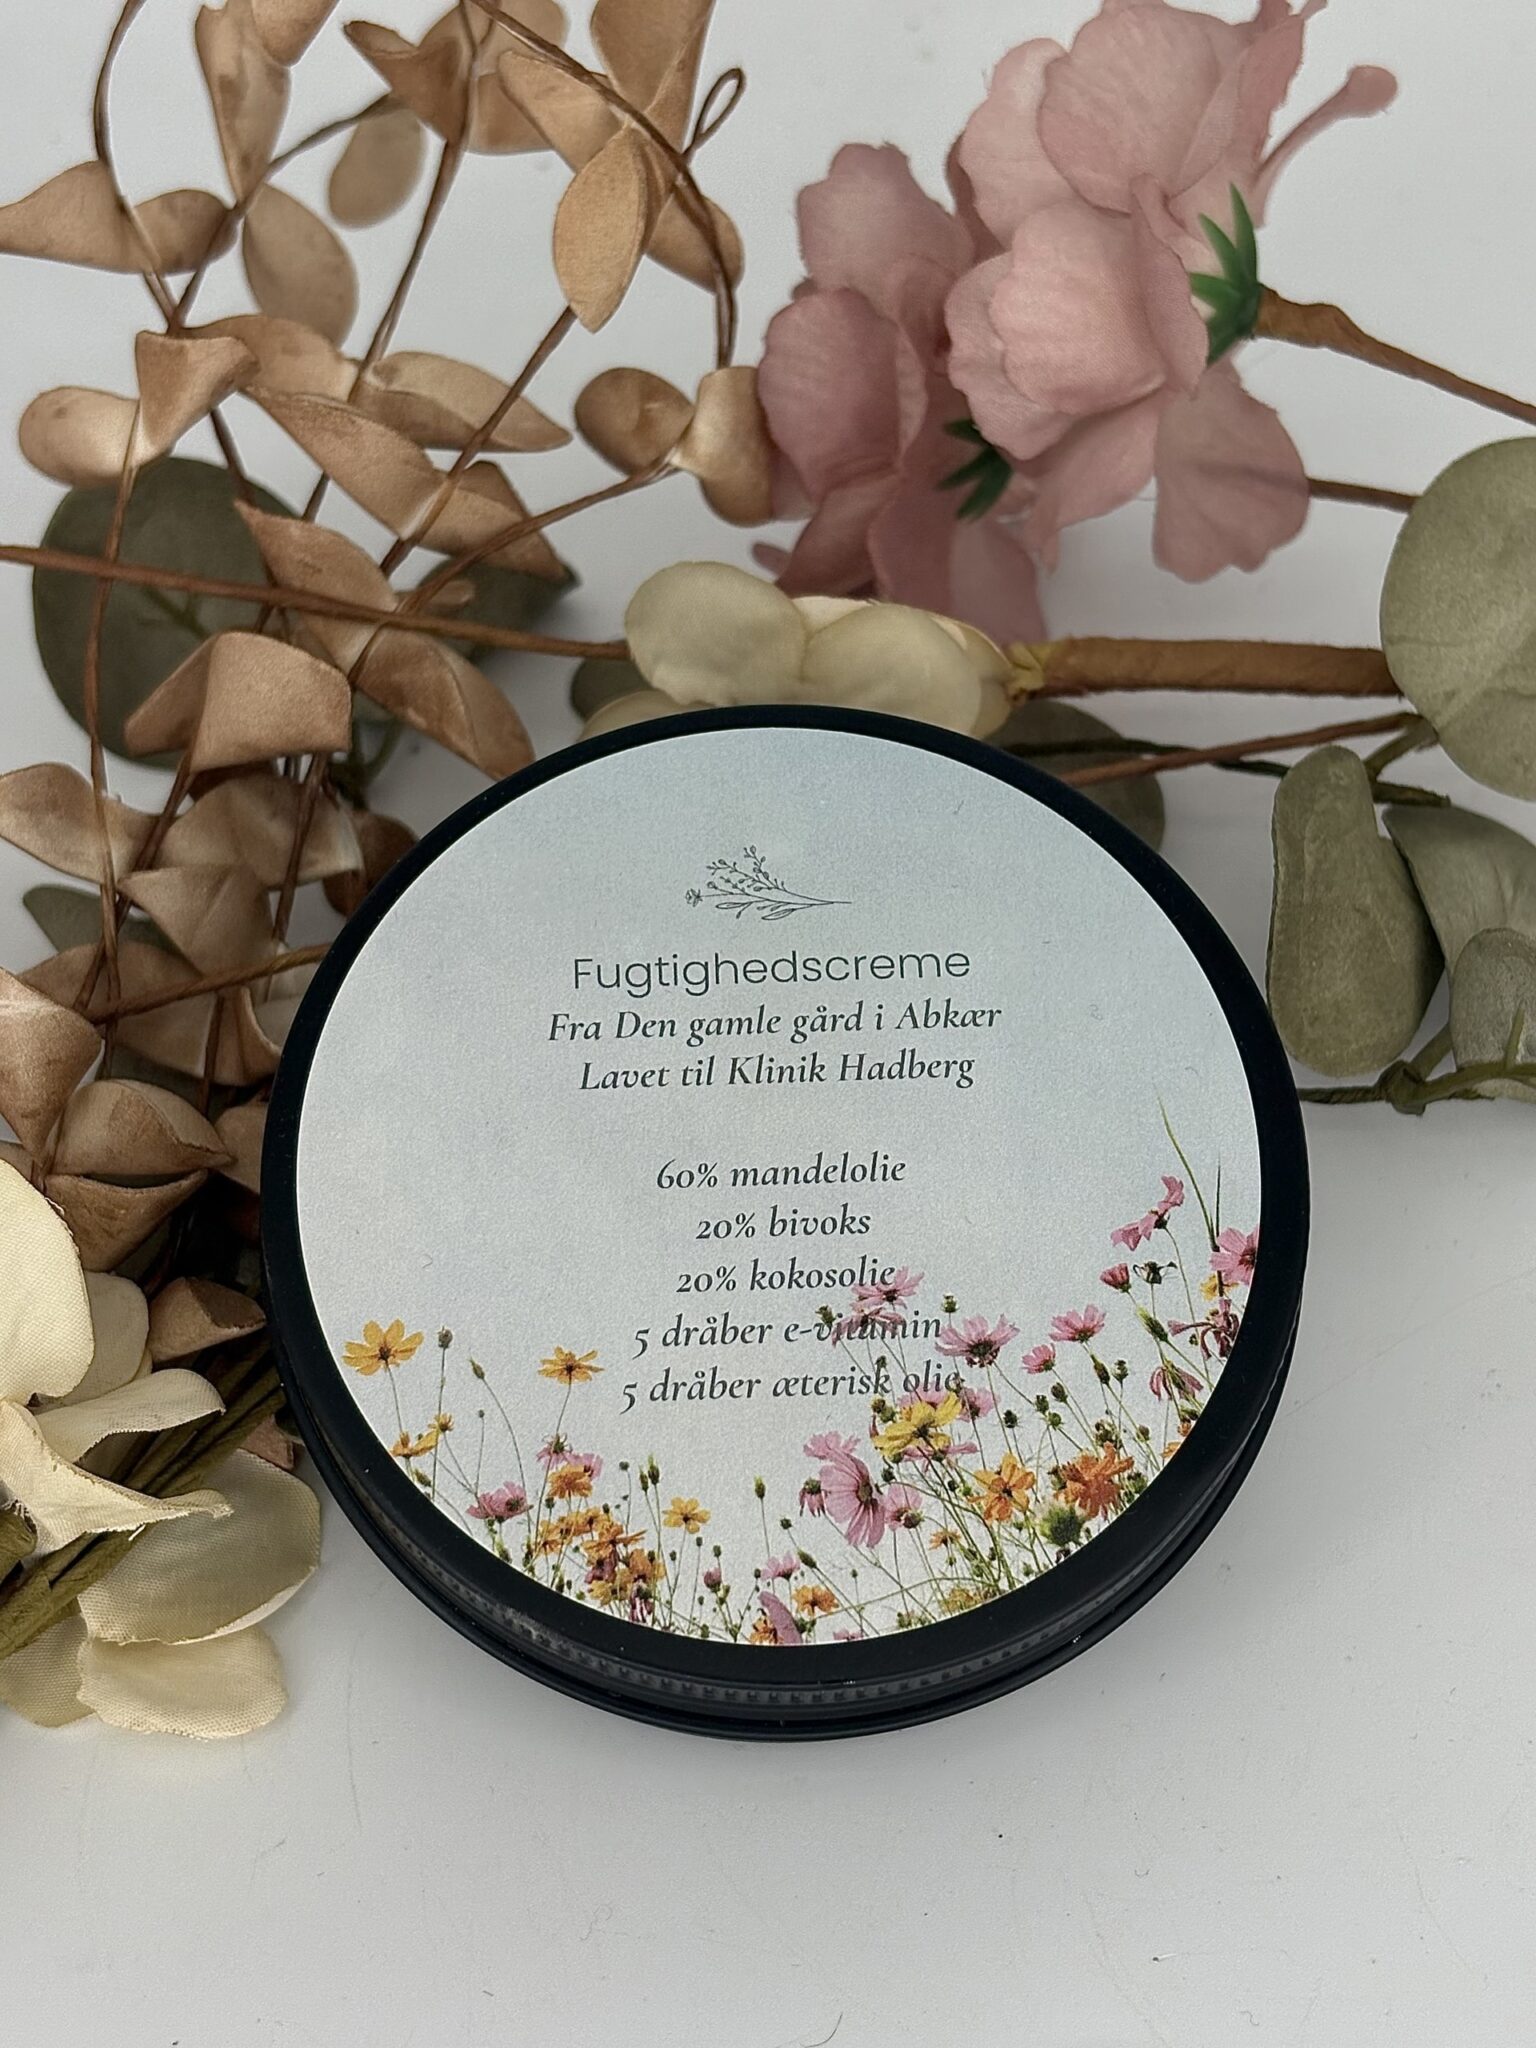 Fugtighedscreme
Fra Den gamle gård i Abkær
Lavet til Klinik Hadberg
60% mandelolie
20% bivoks
20% kokosolie
5 dråber e-vitamin
5 dråber æterisk olie